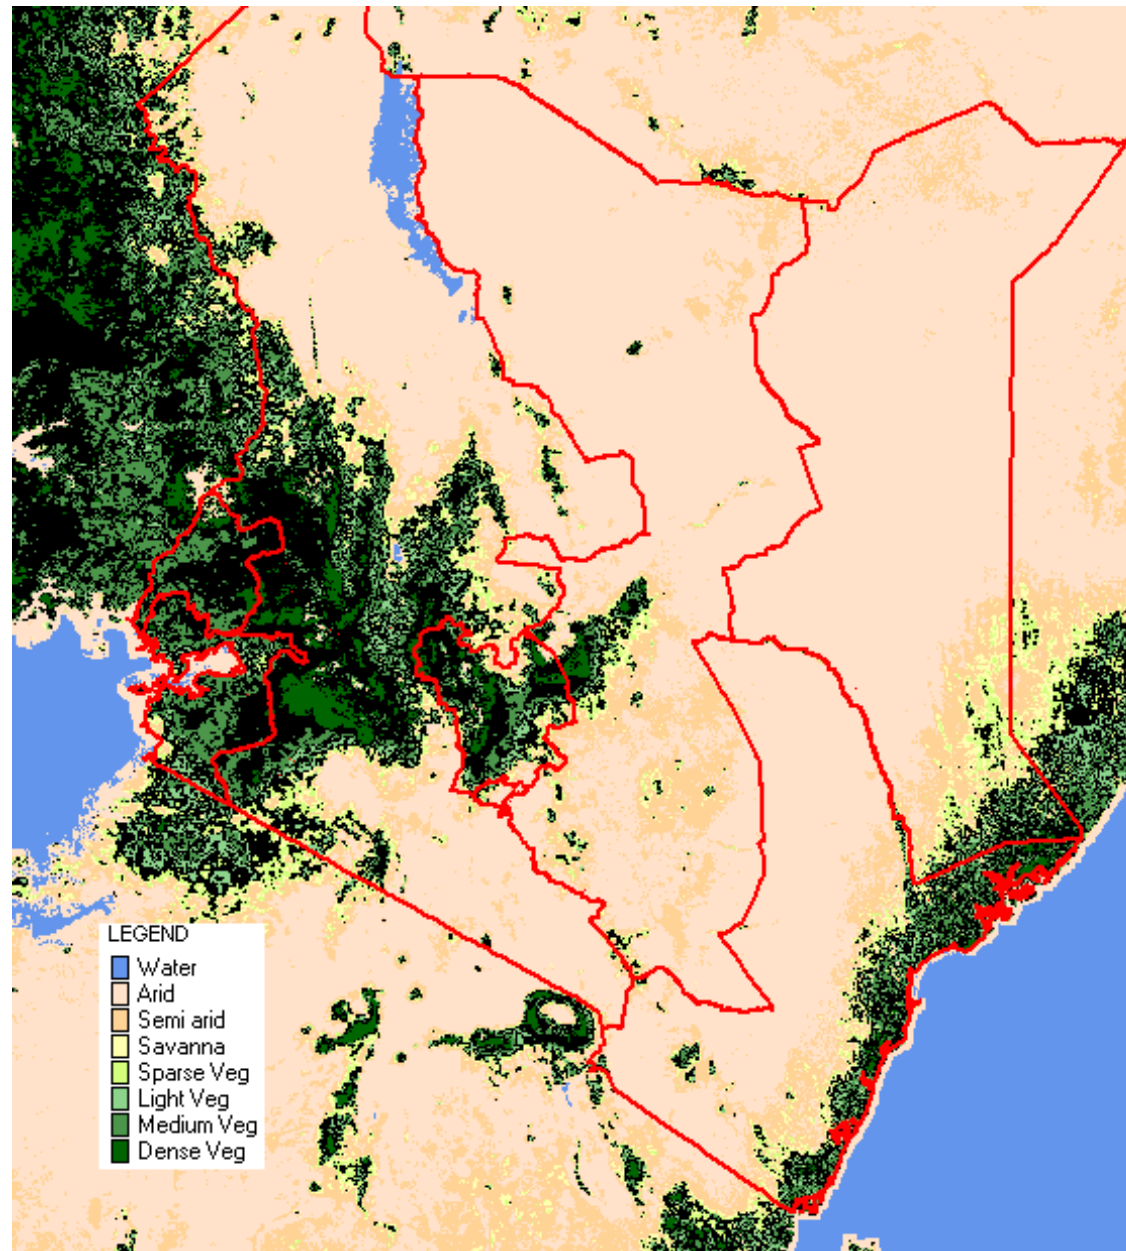 LEGEND
Water
Arid
Semi arid
Savanna
Sparse Veg
Light Veg
Medium Veg
Dense Veg